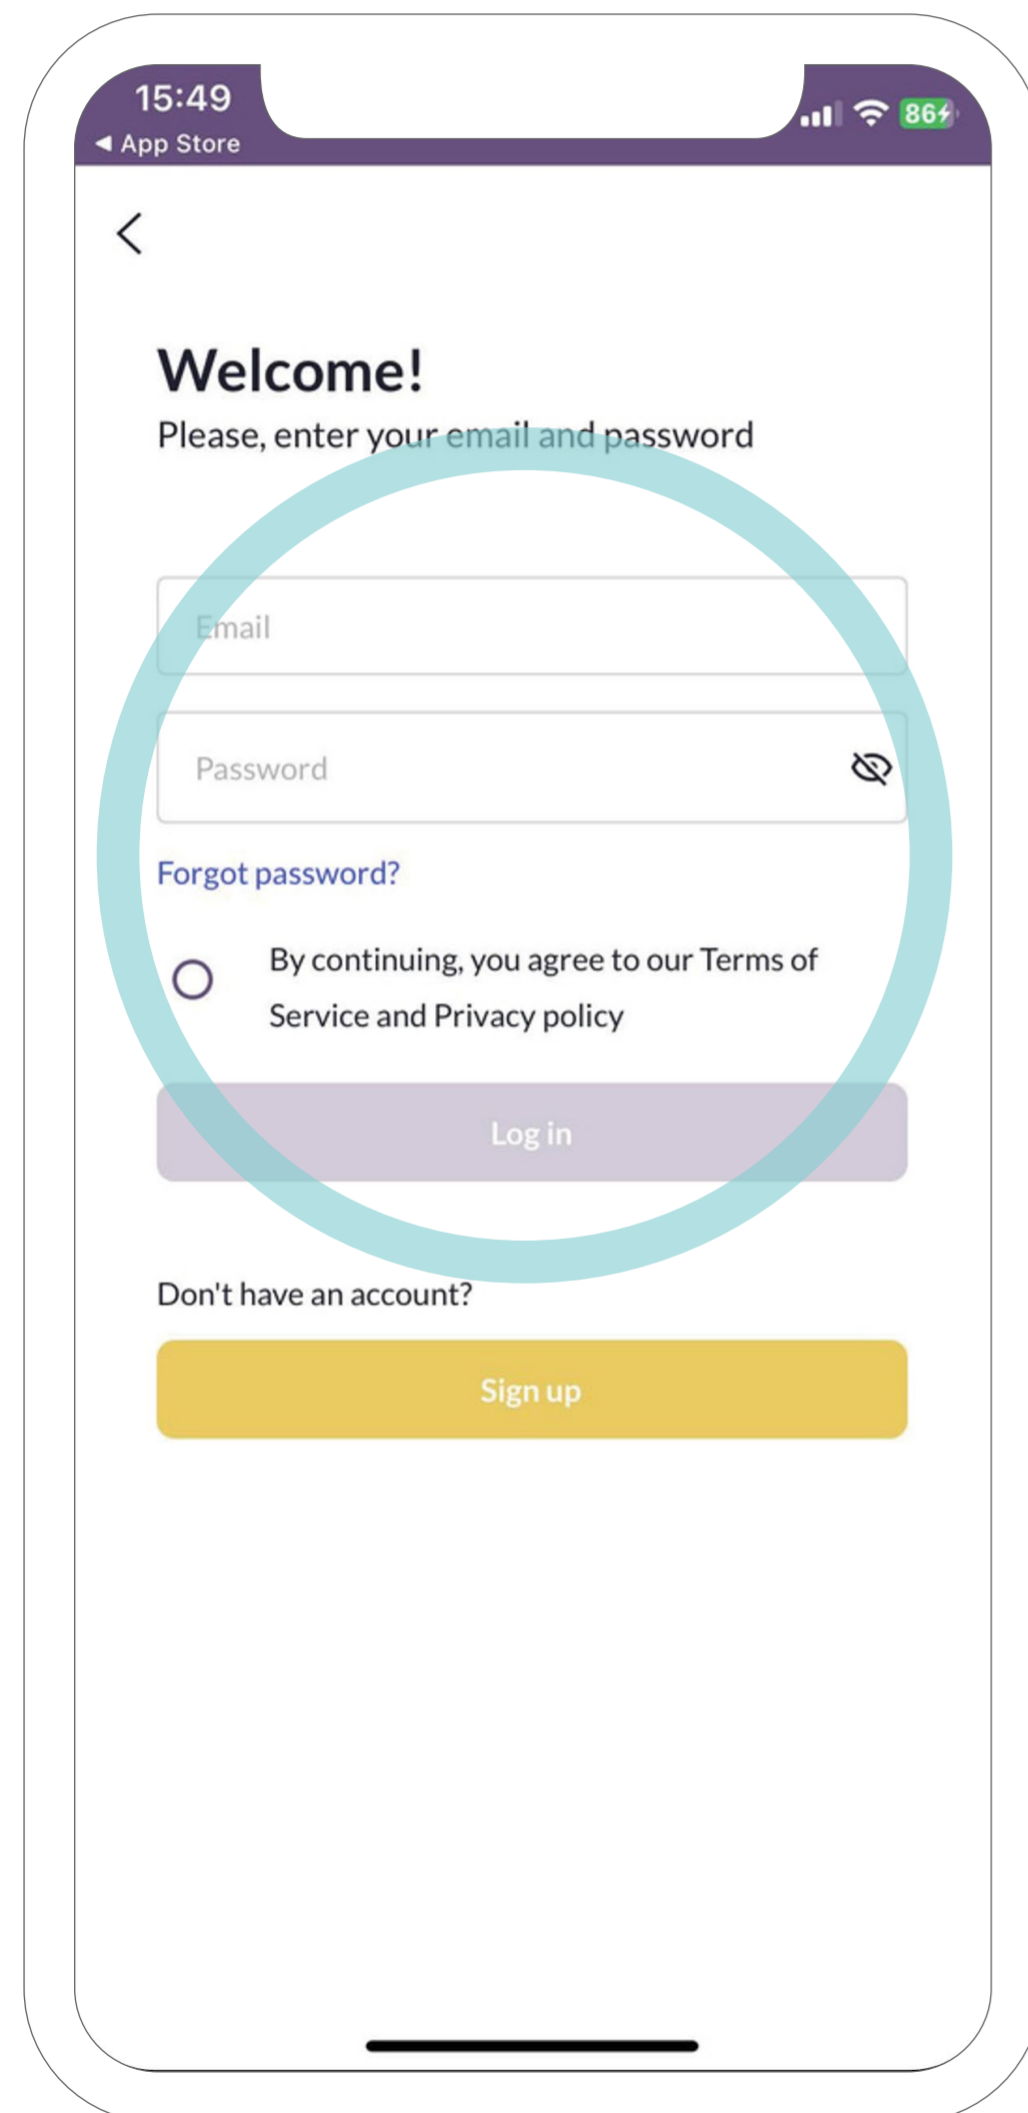 15:49
86
◀ App Store
Welcome!
Please, enter your email and password
Email
Password
Forgot password?
By continuing, you agree to our Terms of
Service and Privacy policy
Log in
Don't have an account?
Sign up